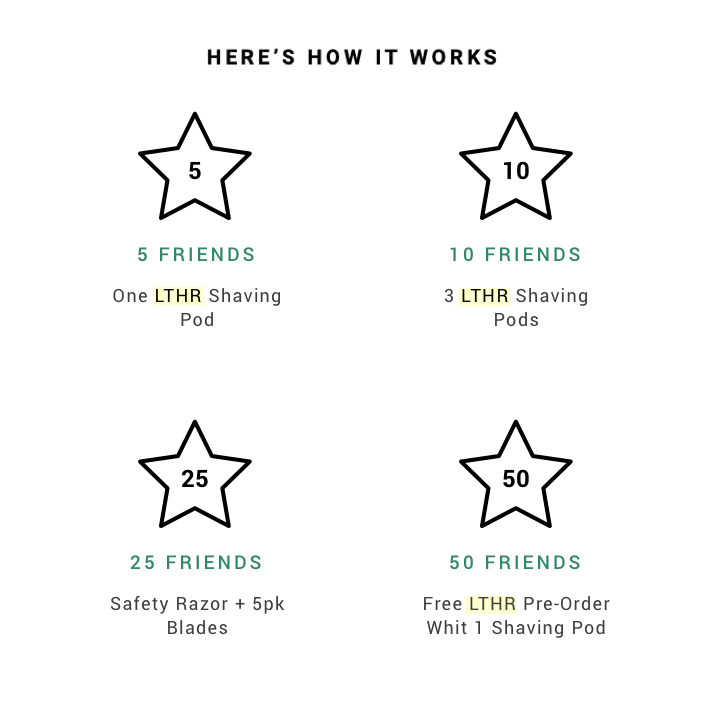 HERE'S HOW IT WORKS
5
10
5 FRIENDS
10 FRIENDS
One LTHR Shaving
Pod
3 LTHR Shaving
Pods
25
50
25 FRIENDS
50 FRIENDS
Safety Razor + 5pk
Blades
Free LTHR Pre-Order
Whit 1 Shaving Pod